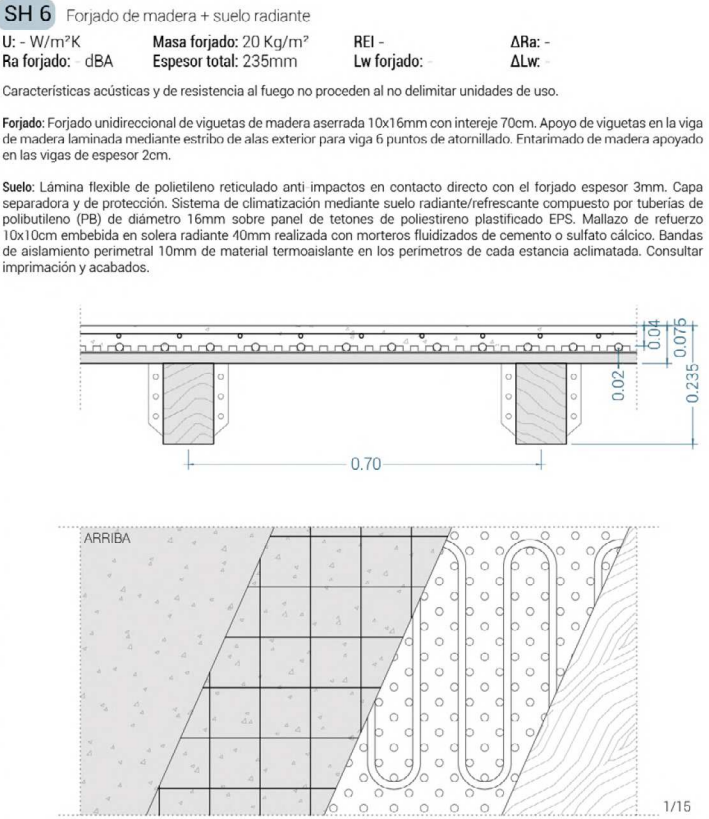 SH 6 Forjado de madera + suelo radiante
U: - W/m²K Masa forjado: 20 Kg/m² REI - ΔRa: -
Ra forjado: - dBA Espesor total: 235mm Lw forjado: - ΔLw: -
Características acústicas y de resistencia al fuego no proceden al no delimitar unidades de uso.
Forjado: Forjado unidireccional de viguetas de madera aserrada 10x16mm con intereje 70cm. Apoyo de viguetas en la viga
de madera laminada mediante estribo de alas exterior para viga 6 puntos de atornillado. Entarimado de madera apoyado
en las vigas de espesor 2cm.
Suelo: Lámina flexible de polietileno reticulado anti impactos en contacto directo con el forjado espesor 3mm. Capa
separadora y de protección. Sistema de climatización mediante suelo radiante/refrescante compuesto por tuberías de
polibutileno (PB) de diámetro 16mm sobre panel de tetones de poliestireno plastificado EPS. Mallazo de refuerzo
10x10cm embebida en solera radiante 40mm realizada con morteros fluidizados de cemento o sulfato cálcico. Bandas
de aislamiento perimetral 10mm de material termoaislante en los perimetros de cada estancia aclimatada. Consultar
imprimación y acabados.
0.04
0.075
0.02
0.235
0.70
ARRIBA
1/15